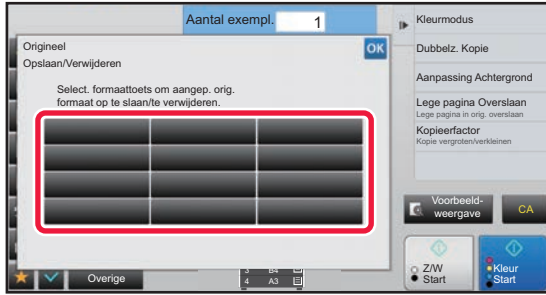 Aantal exempl. 1
Origineel
OK
Opslaan/Verwijderen
Select. formaattoets om aangep. orig.
formaat op te slaan/te verwijderen.
Kleurmodus
Dubbelz. Kopie
Aanpassing Achtergrond
Lege pagina Overslaan
Lege pagina in orig. overslaan
Kopieerfactor
Kopie vergroten/verkleinen
Voorbeeld-
weergave
CA
Overige
3 B4
4 A3
Z/W
Start
Kleur
Start